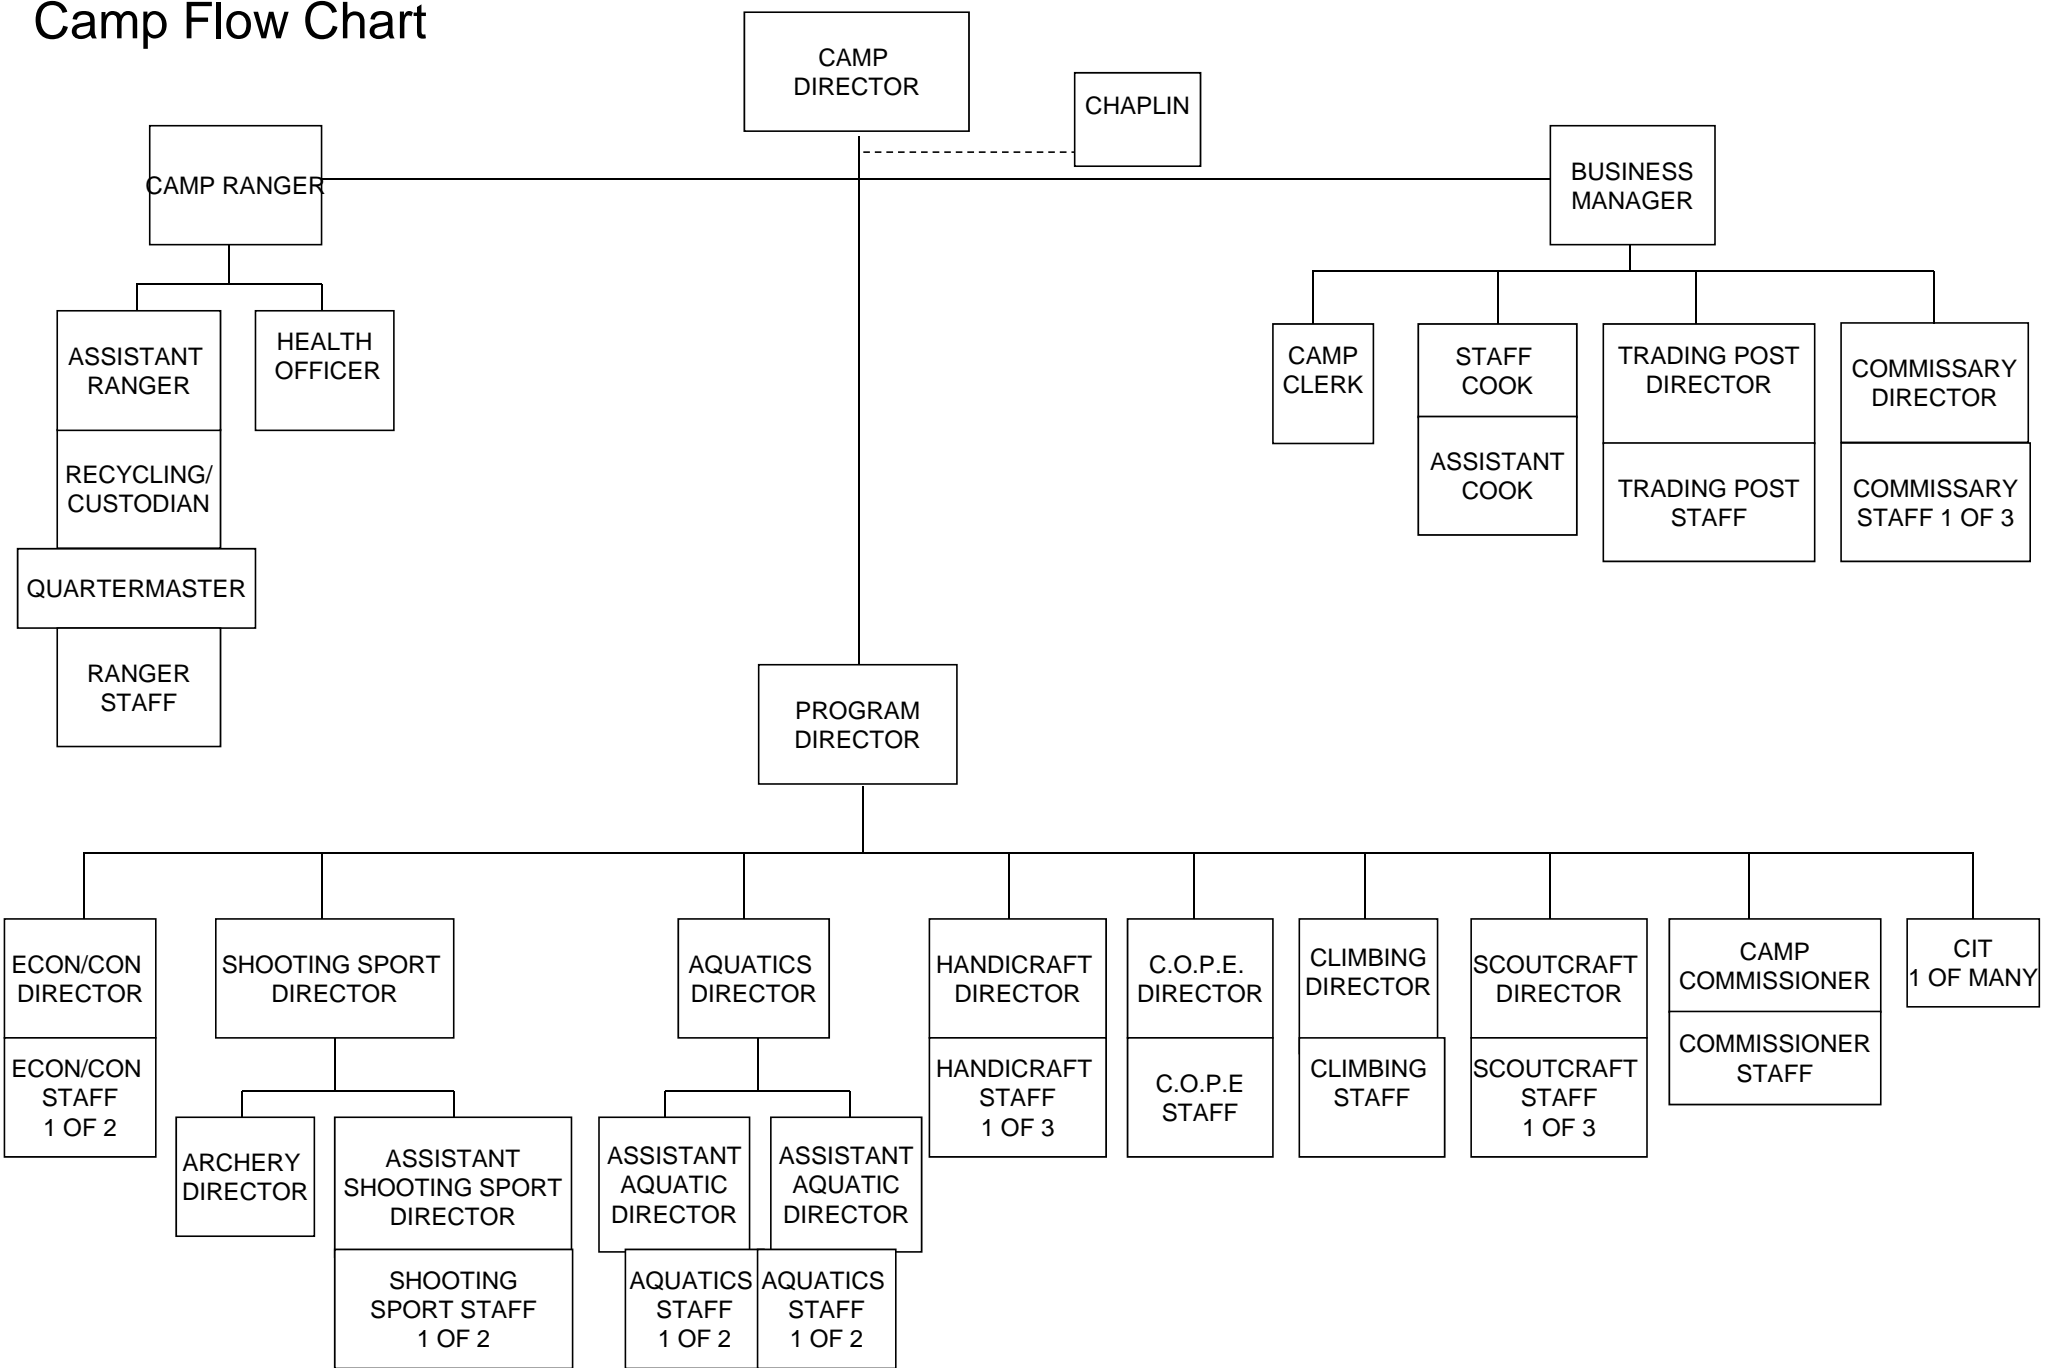 Camp Flow Chart
CAMP
DIRECTOR
CHAPLIN
CAMP RANGER
BUSINESS
MANAGER
ASSISTANT
RANGER
HEALTH
OFFICER
RECYCLING/
CUSTODIAN
QUARTERMASTER
RANGER
STAFF
CAMP
CLERK
STAFF
COOK
ASSISTANT
COOK
TRADING POST
DIRECTOR
TRADING POST
STAFF
COMMISSARY
DIRECTOR
COMMISSARY
STAFF 1 OF 3
PROGRAM
DIRECTOR
ECON/CON
DIRECTOR
ECON/CON
STAFF
1 OF 2
SHOOTING SPORT
DIRECTOR
ARCHERY
DIRECTOR
ASSISTANT
SHOOTING SPORT
DIRECTOR
SHOOTING
SPORT STAFF
1 OF 2
AQUATICS
DIRECTOR
ASSISTANT
AQUATIC
DIRECTOR
AQUATICS
STAFF
1 OF 2
ASSISTANT
AQUATIC
DIRECTOR
AQUATICS
STAFF
1 OF 2
HANDICRAFT
DIRECTOR
HANDICRAFT
STAFF
1 OF 3
C.O.P.E.
DIRECTOR
C.O.P.E
STAFF
CLIMBING
DIRECTOR
CLIMBING
STAFF
SCOUTCRAFT
DIRECTOR
SCOUTCRAFT
STAFF
1 OF 3
CAMP
COMMISSIONER
COMMISSIONER
STAFF
CIT
1 OF MANY